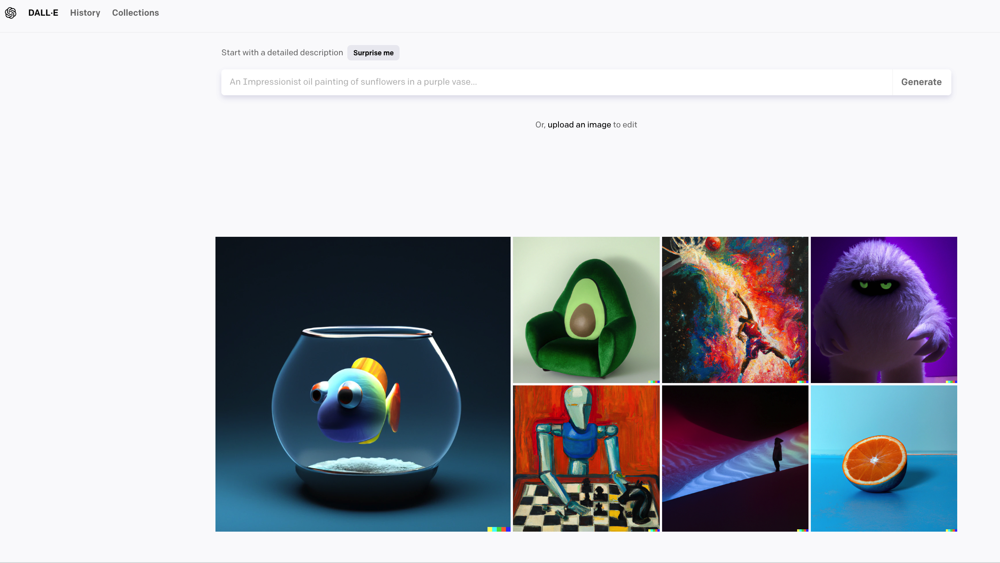 DALL·E History Collections
Start with a detailed description Surprise me
An Impressionist oil painting of sunflowers in a purple vase... Generate
Or, upload an image to edit